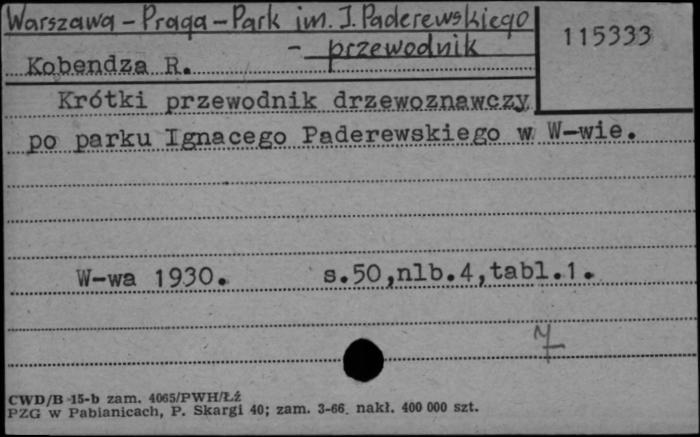 Warszawa - Praga - Park im. I. Paderewskiego
- przewodnik
115333
Kobendza R.
Krótki przewodnik drzewoznawczy
po parku Ignacego Paderewskiego w W-wie.
W-wa 1930. s.50,nlb.4,tabl.1.
CWD/B 15-b zam. 4065/PWH/Łź
PZG w Pabianicach, P. Skargi 40; zam. 3-66. nakł. 400 000 szt.